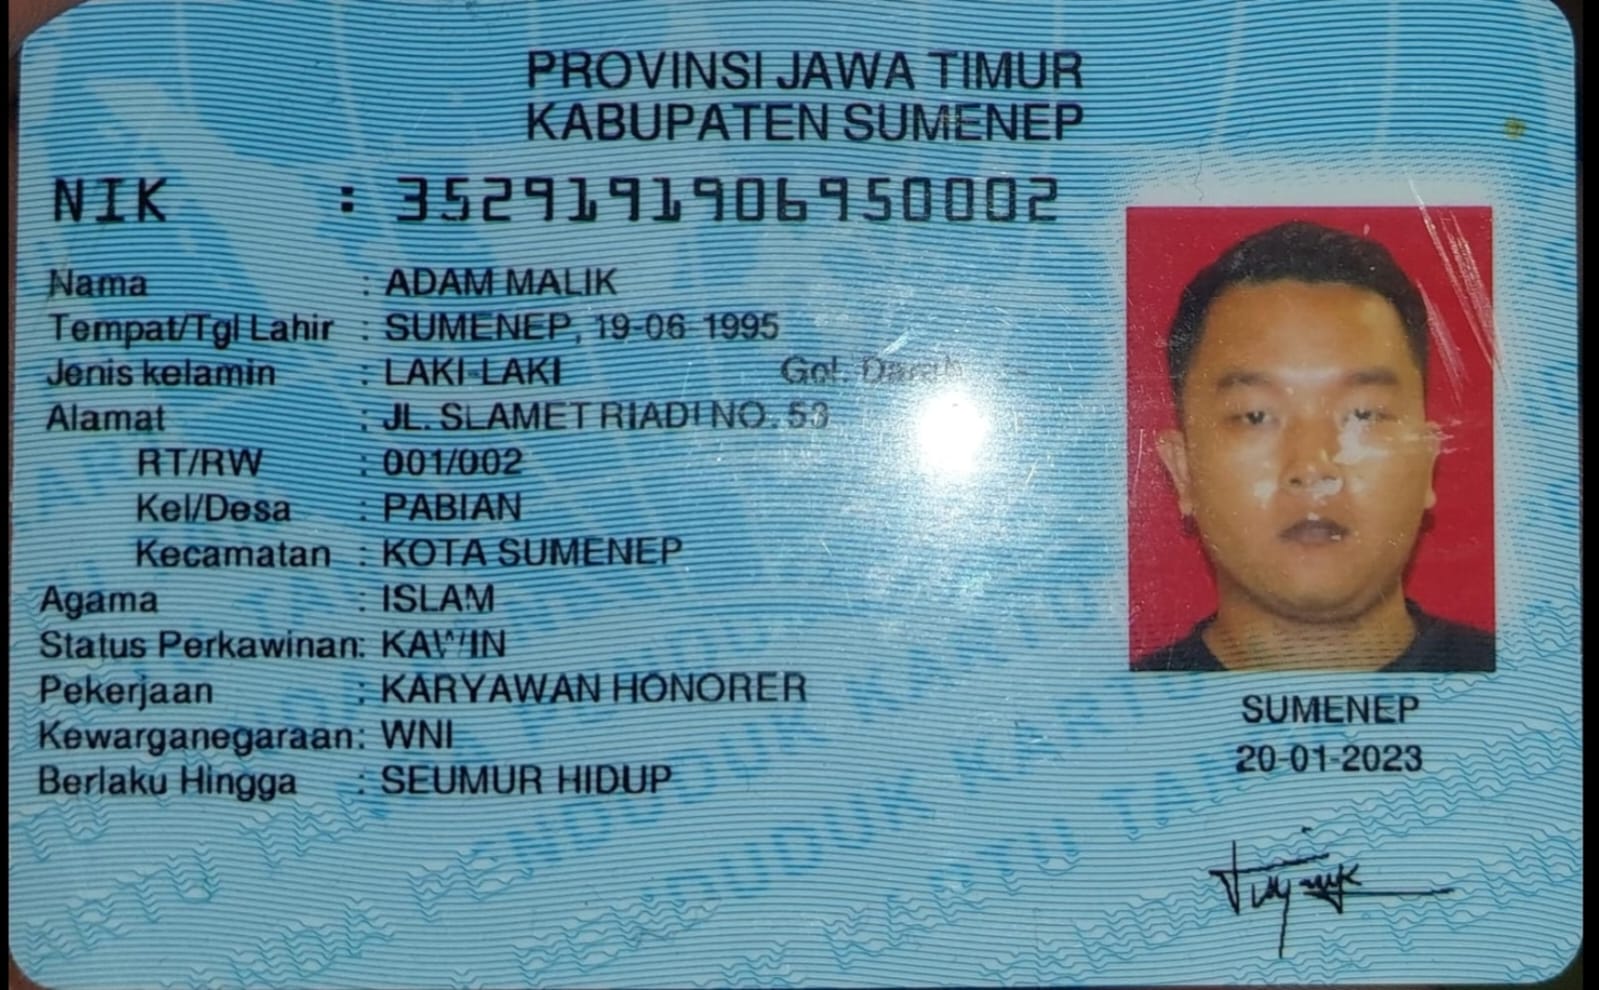 PROVINSI JAWA TIMUR
KABUPATEN SUMENEP
NIK : 3529191906950002
Nama : ADAM MALIK
Tempat/Tgl Lahir : SUMENEP, 19-06-1995
Jenis kelamin : LAKI-LAKI Gol. Darah : -
Alamat : JL. SLAMET RIADI NO. 53
RT/RW : 001/002
Kel/Desa : PABIAN
Kecamatan : KOTA SUMENEP
Agama : ISLAM
Status Perkawinan: KAWIN
Pekerjaan : KARYAWAN HONORER
Kewarganegaraan: WNI
Berlaku Hingga : SEUMUR HIDUP
SUMENEP
20-01-2023